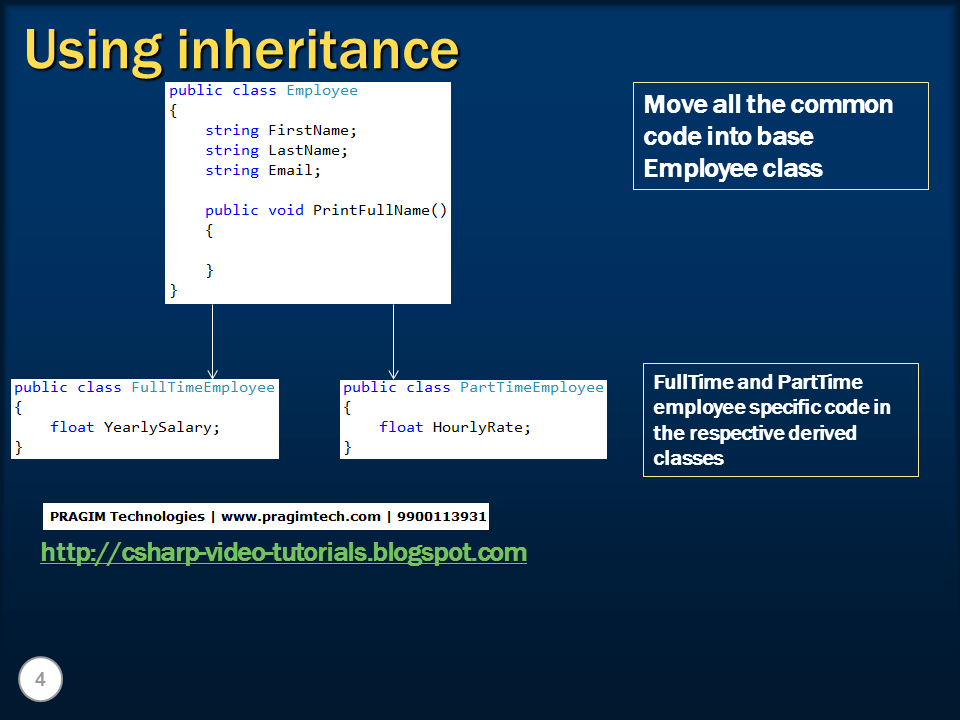 Using inheritance
public class Employee
{
    string FirstName;
    string LastName;
    string Email;
    public void PrintFullName()
    {
    }
}
Move all the common
code into base
Employee class
public class FullTimeEmployee
{
    float YearlySalary;
}
public class PartTimeEmployee
{
    float HourlyRate;
}
FullTime and PartTime
employee specific code in
the respective derived
classes
PRAGIM Technologies | www.pragimtech.com | 9900113931
http://csharp-video-tutorials.blogspot.com
4